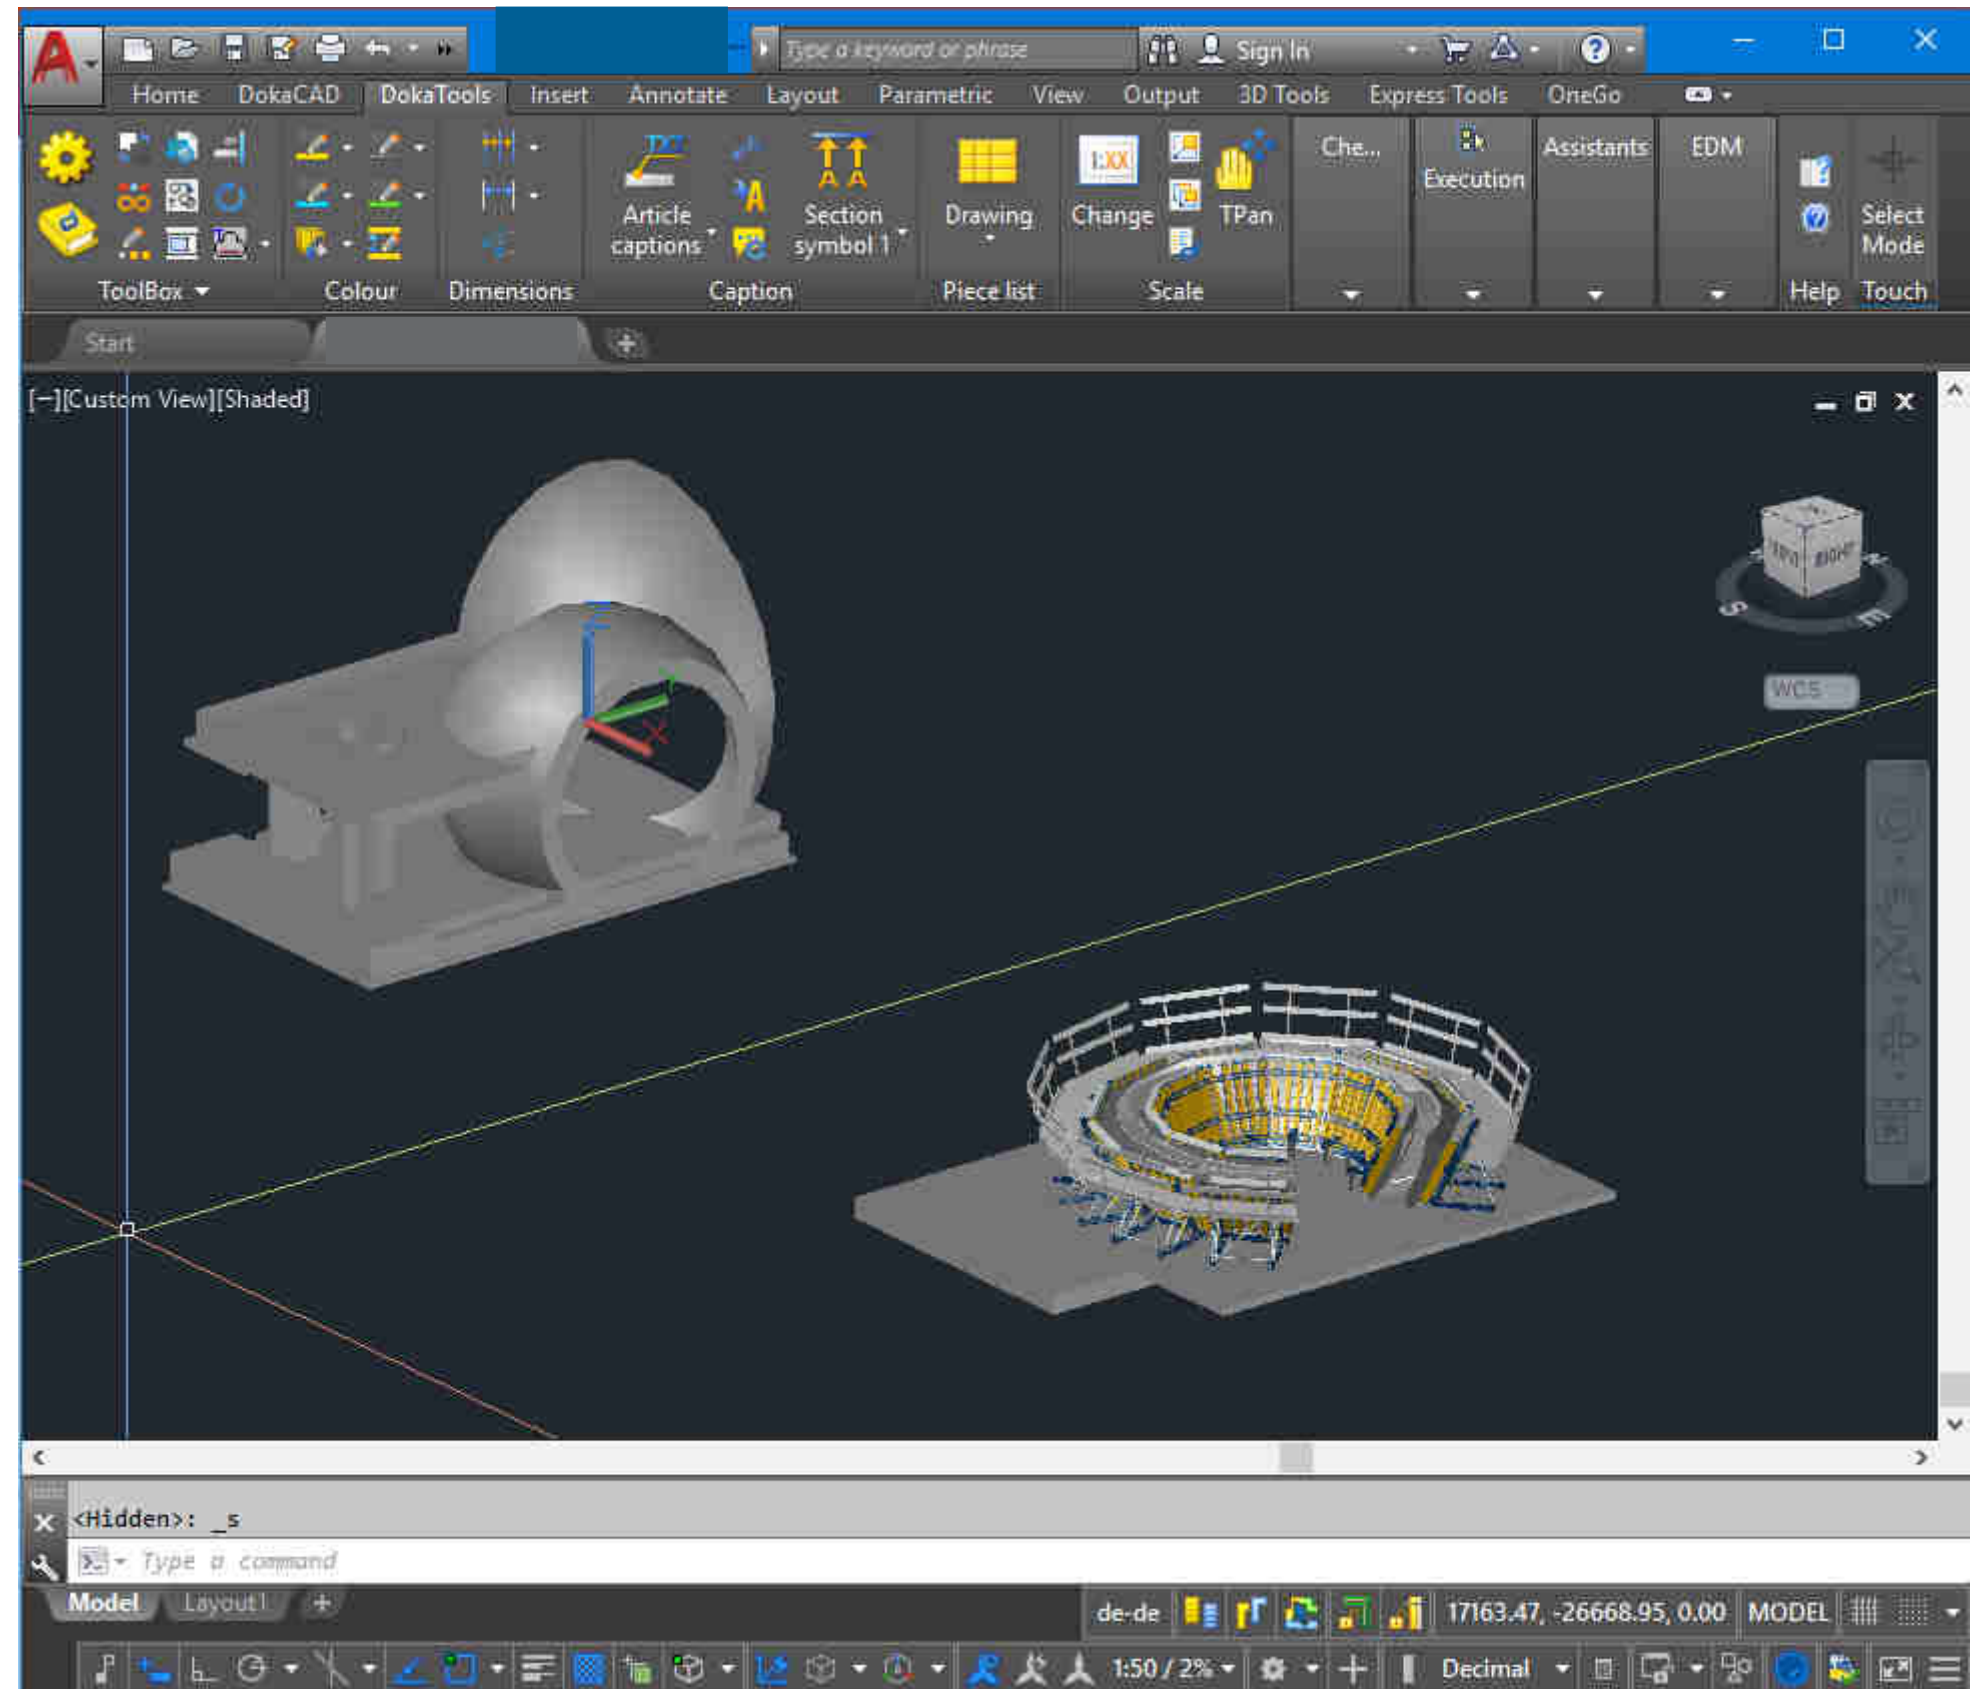 Type a keyword or phrase
Sign In
Home DokaCAD DokaTools Insert Annotate Layout Parametric View Output 3D Tools Express Tools OneGo
Article captions
Section symbol 1
Drawing
1:XX
Change
TPan
Che...
Execution
Assistants
EDM
Select Mode
ToolBox Colour Dimensions Caption Piece list Scale Help Touch
Start
[−][Custom View][Shaded]
RIGHT
S
E
WCS
Y
X
<Hidden>: _s
Type a command
Model Layout1
de-de 17163.47, -26668.95, 0.00 MODEL
1:50 / 2% Decimal